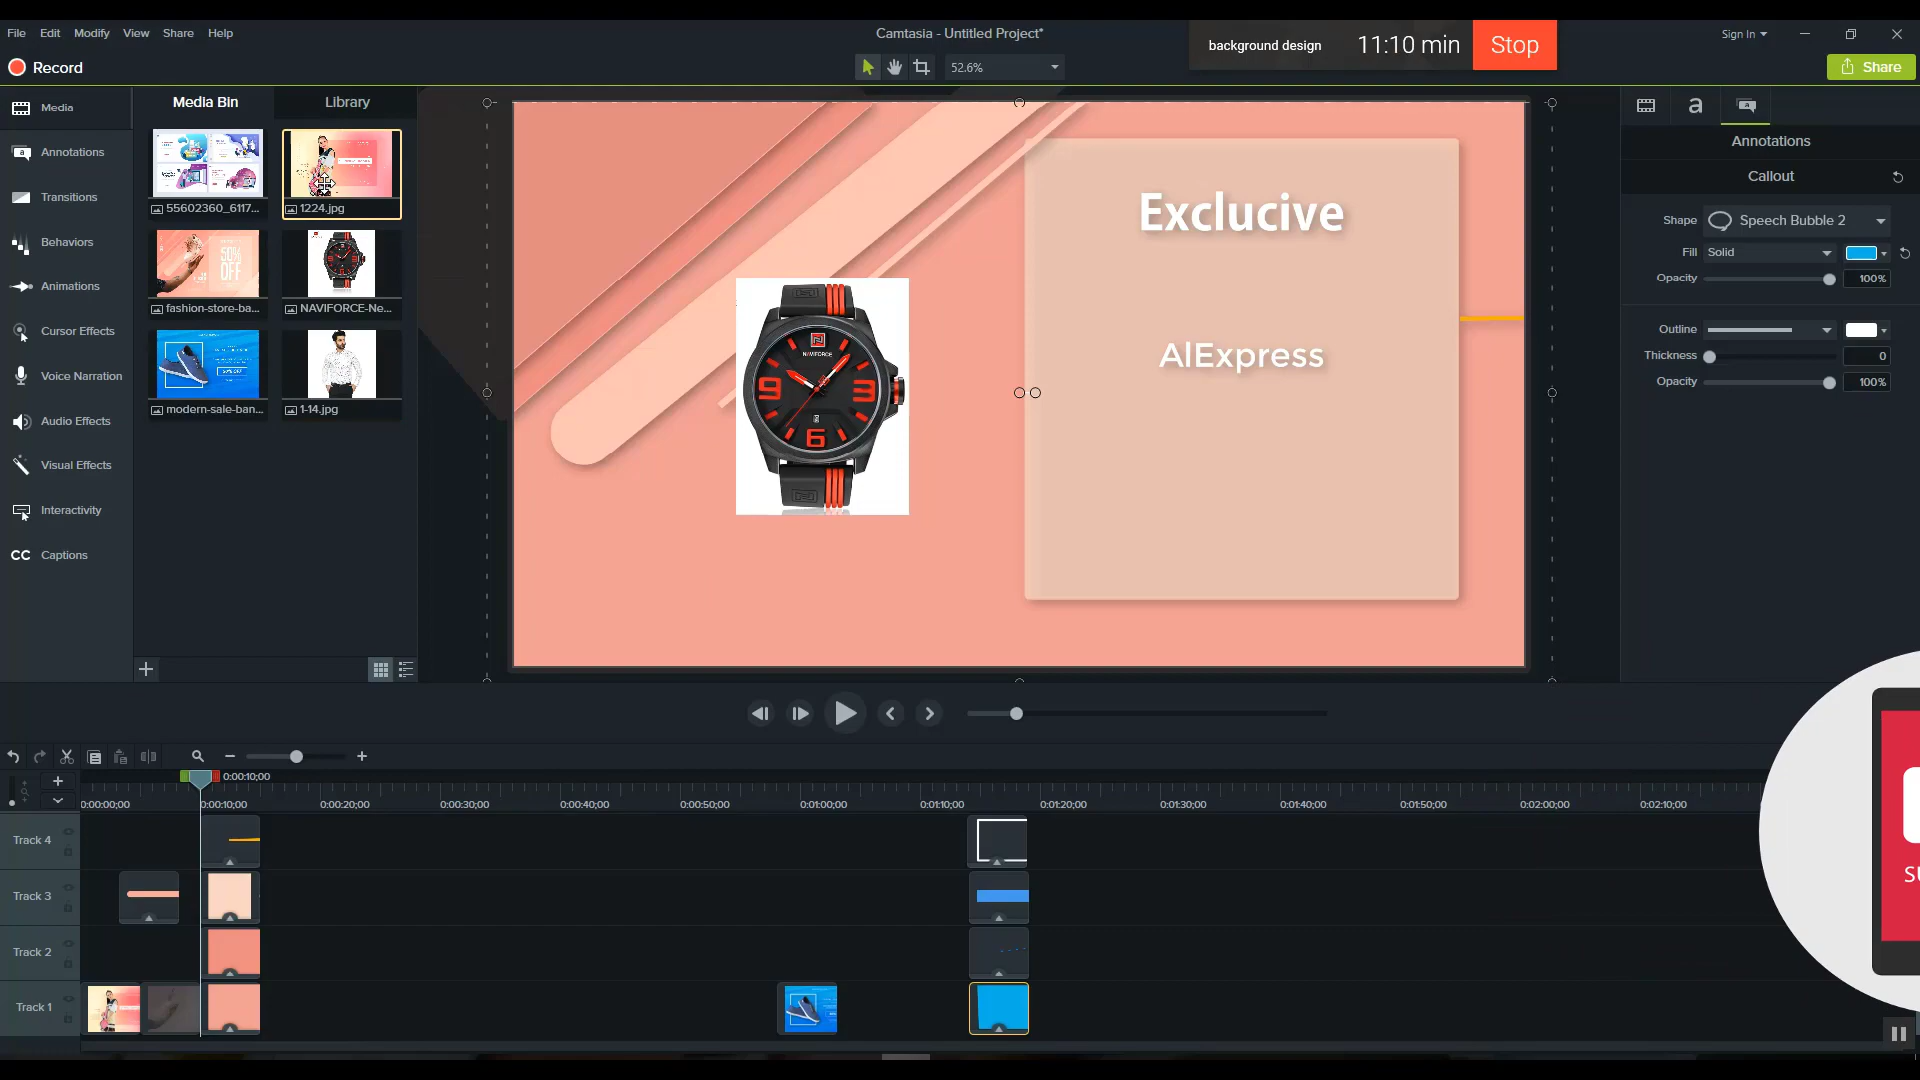 File Edit Modify View Share Help
Camtasia - Untitled Project*
background design 11:10 min Stop
Sign In
Record
52.6%
Share
Media
Annotations
Transitions
Behaviors
Animations
Cursor Effects
Voice Narration
Audio Effects
Visual Effects
Interactivity
CC Captions
Media Bin Library
55602360_6117... 1224.jpg
50% OFF
fashion-store-ba... NAVIFORCE-Ne...
modern-sale-ban... 1-14.jpg
Exclucive
AlExpress
NAVIFORCE
9 3
6
a
Annotations
Callout
Shape Speech Bubble 2
Fill Solid
Opacity 100%
Outline
Thickness 0
Opacity 100%
0:00:10;00
0:00:00;00 0:00:10;00 0:00:20;00 0:00:30;00 0:00:40;00 0:00:50;00 0:01:00;00 0:01:10;00 0:01:20;00 0:01:30;00 0:01:40;00 0:01:50;00 0:02:00;00 0:02:10;00
Track 4
Track 3
Track 2
Track 1